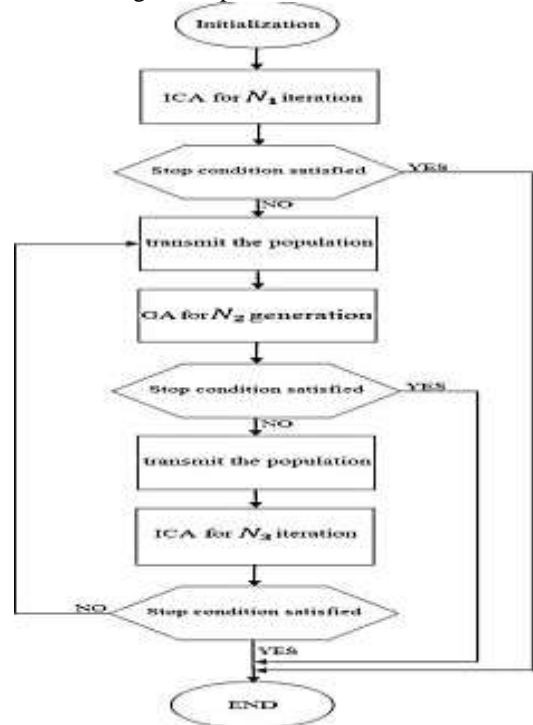 Initialization
ICA for N₁ iteration
Stop condition satisfied
YES
NO
transmit the population
GA for N₂ generation
Stop condition satisfied
YES
NO
transmit the population
ICA for N₃ iteration
Stop condition satisfied
NO
YES
END